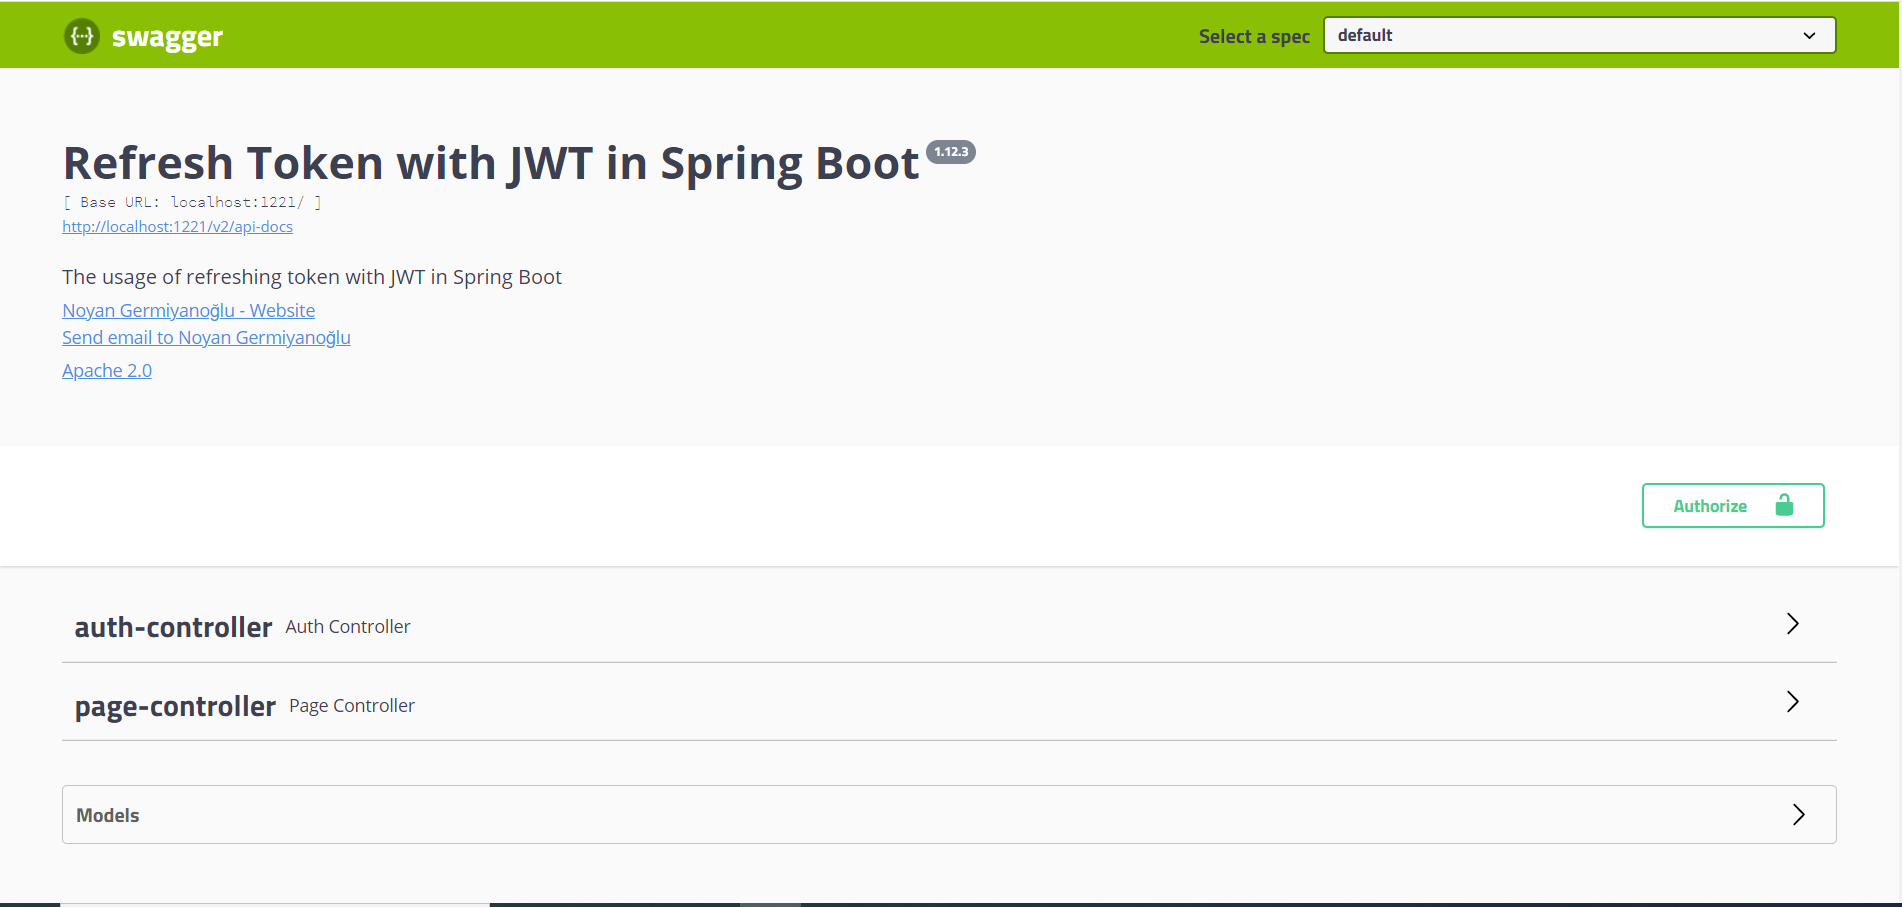 {···} swagger
Select a spec default
Refresh Token with JWT in Spring Boot 1.12.3
[ Base URL: localhost:1221/ ]
http://localhost:1221/v2/api-docs
The usage of refreshing token with JWT in Spring Boot
Noyan Germiyanoğlu - Website
Send email to Noyan Germiyanoğlu
Apache 2.0
Authorize
auth-controller Auth Controller
page-controller Page Controller
Models